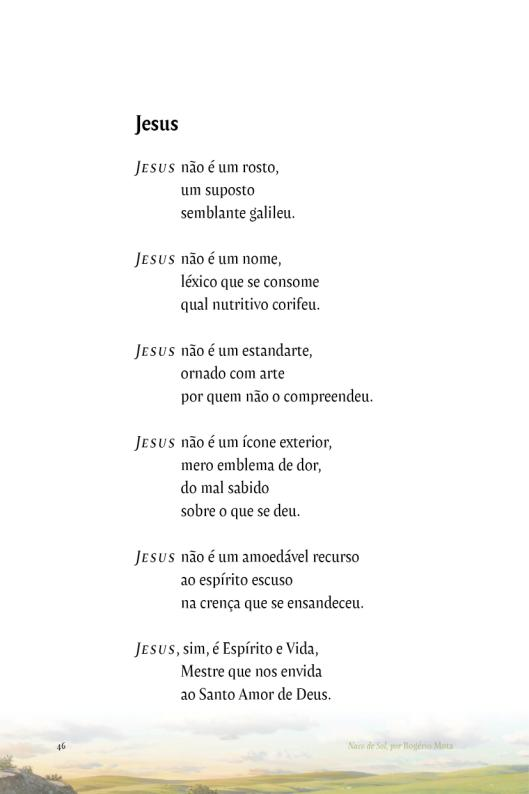 Jesus
JESUS não é um rosto,
um suposto
semblante galileu.
JESUS não é um nome,
léxico que se consome
qual nutritivo corifeu.
JESUS não é um estandarte,
ornado com arte
por quem não o compreendeu.
JESUS não é um ícone exterior,
mero emblema de dor,
do mal sabido
sobre o que se deu.
JESUS não é um amoedável recurso
ao espírito escuso
na crença que se ensandeceu.
JESUS, sim, é Espírito e Vida,
Mestre que nos envida
ao Santo Amor de Deus.
46
Naco de Sol, por Rogério Mota